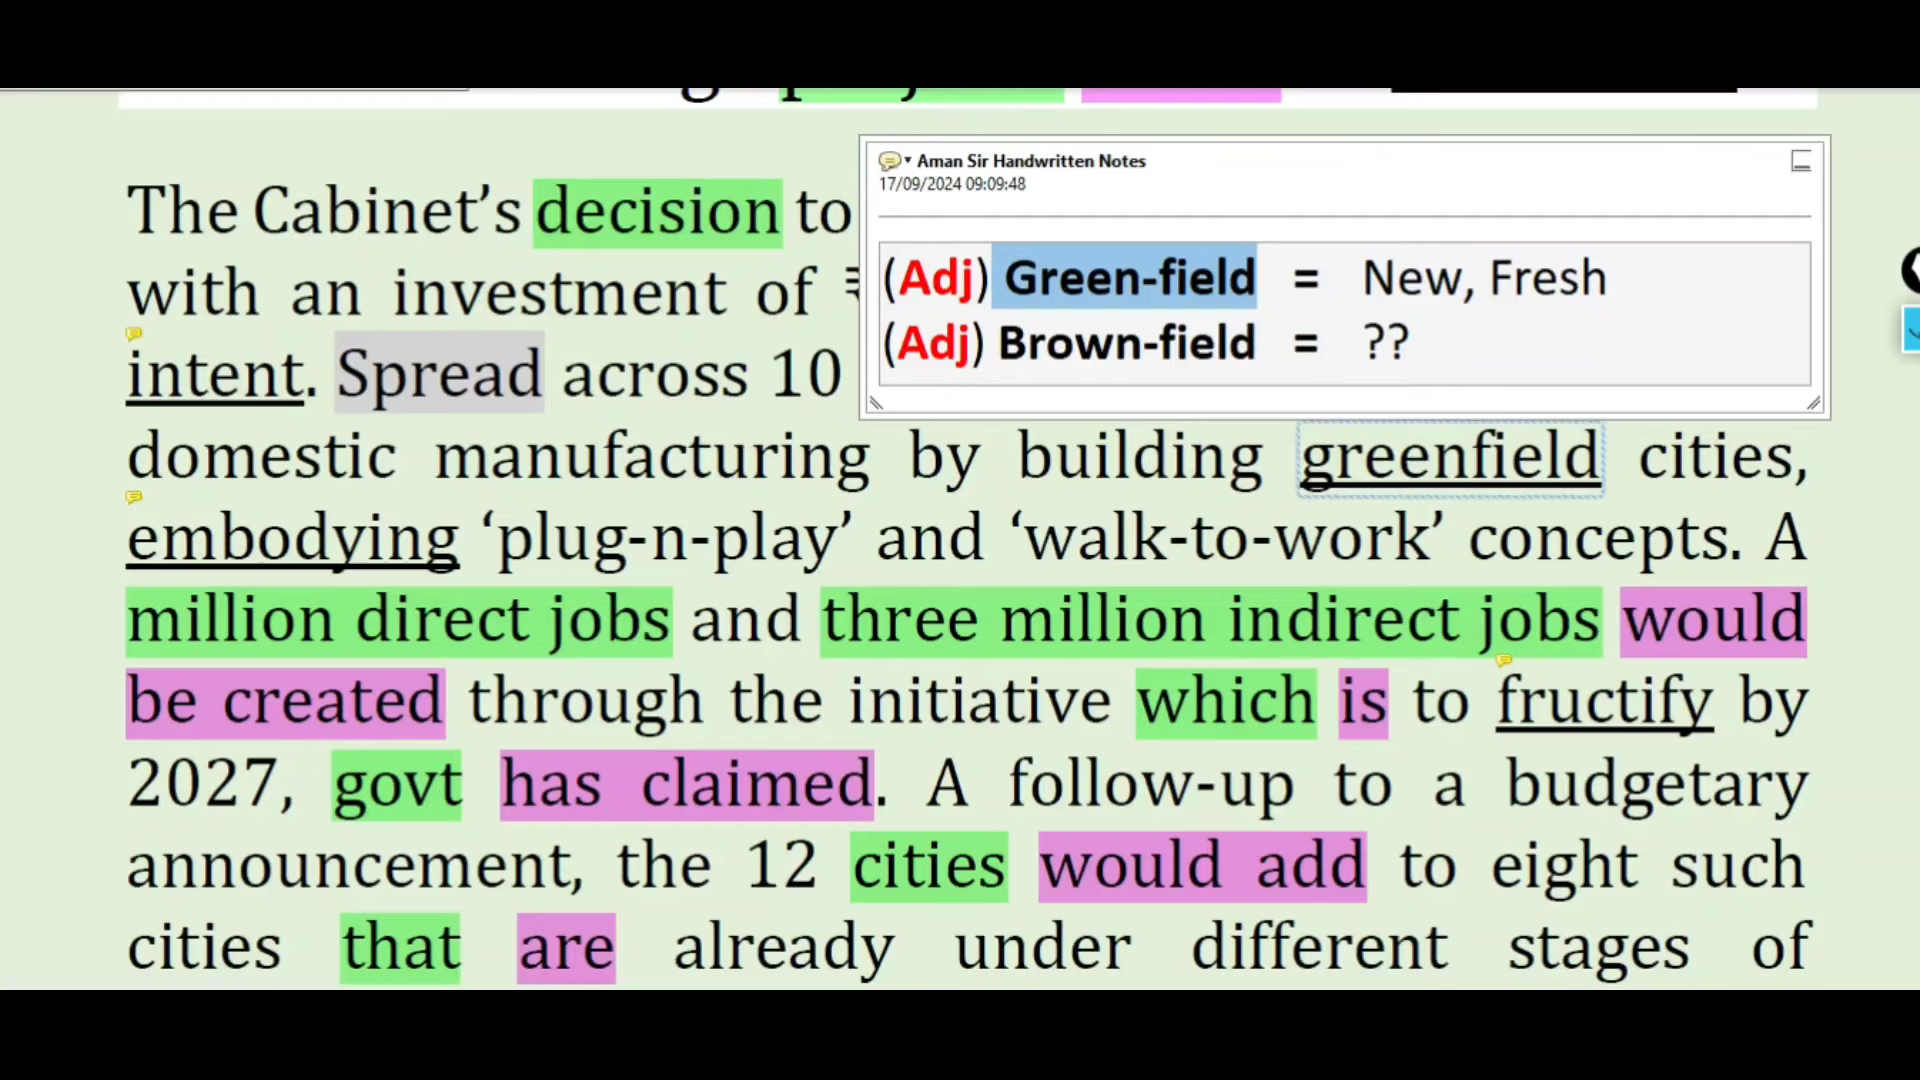 The Cabinet’s decision to
with an investment of
intent. Spread across 10
Aman Sir Handwritten Notes
17/09/2024 09:09:48
(Adj) Green-field = New, Fresh
(Adj) Brown-field = ??
domestic manufacturing by building greenfield cities,
embodying ‘plug-n-play’ and ‘walk-to-work’ concepts. A
million direct jobs and three million indirect jobs would
be created through the initiative which is to fructify by
2027, govt has claimed. A follow-up to a budgetary
announcement, the 12 cities would add to eight such
cities that are already under different stages of